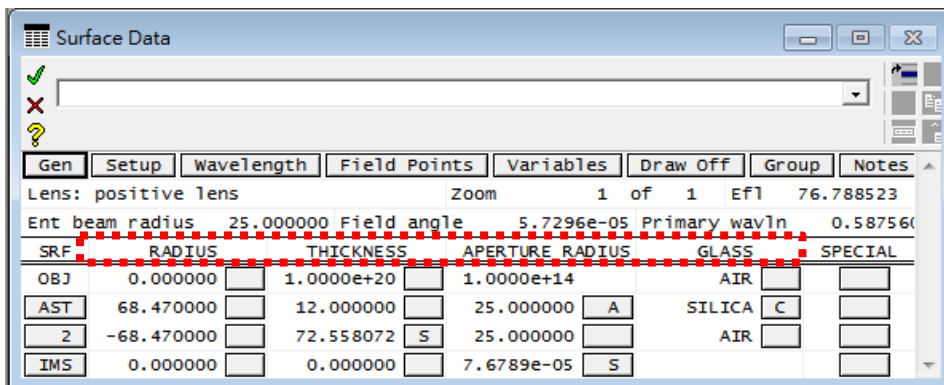 Surface Data
Gen Setup Wavelength Field Points Variables Draw Off Group Notes
Lens: positive lens Zoom 1 of 1 Efl 76.788523
Ent beam radius 25.000000 Field angle 5.7296e-05 Primary wavln 0.58756
SRF RADIUS THICKNESS APERTURE RADIUS GLASS SPECIAL
OBJ 0.000000 1.0000e+20 1.0000e+14 AIR
AST 68.470000 12.000000 25.000000 A SILICA C
2 -68.470000 72.558072 S 25.000000 AIR
IMS 0.000000 0.000000 7.6789e-05 S